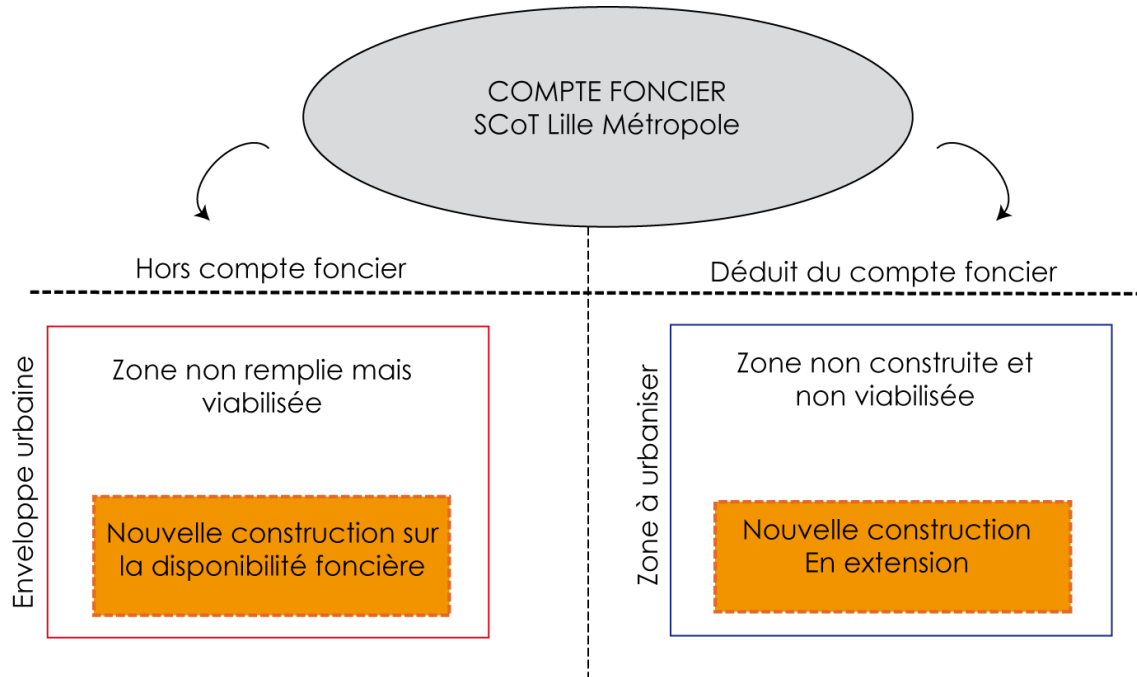 COMPTE FONCIER
SCoT Lille Métropole
Hors compte foncier
Déduit du compte foncier
Enveloppe urbaine
Zone non remplie mais
viabilisée
Nouvelle construction sur
la disponibilité foncière
Zone à urbaniser
Zone non construite et
non viabilisée
Nouvelle construction
En extension